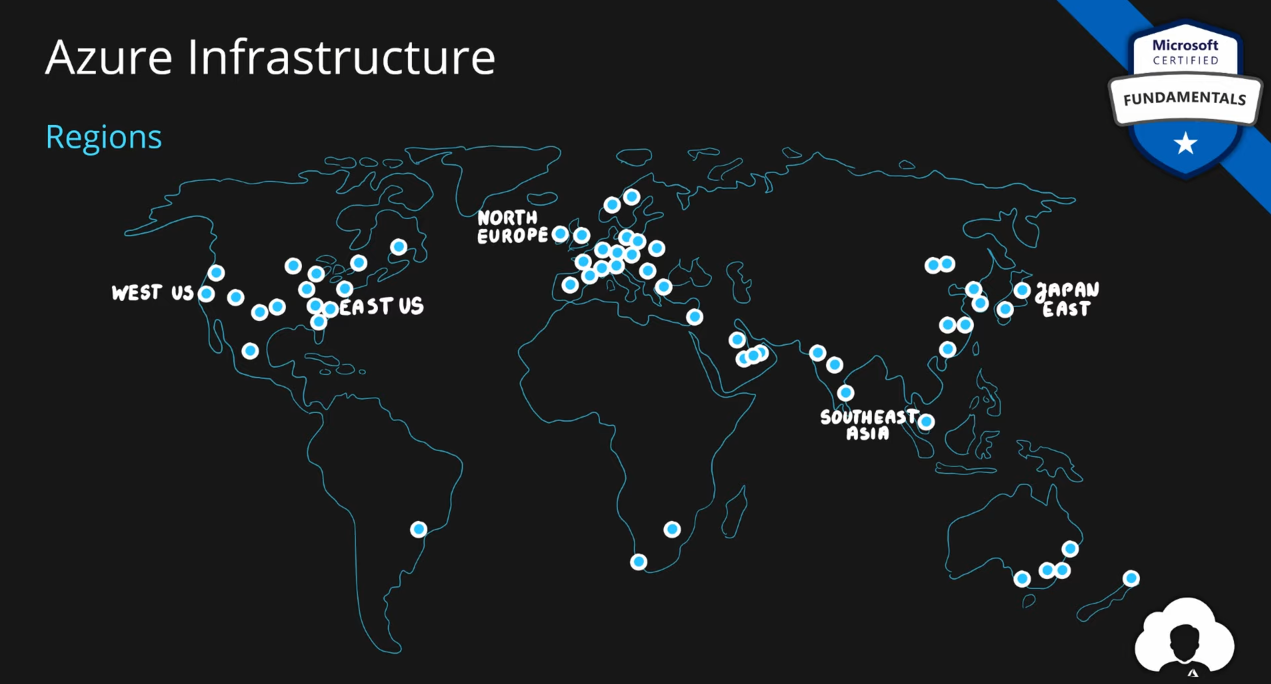 Azure Infrastructure
Regions
Microsoft
CERTIFIED
FUNDAMENTALS
NORTH
EUROPE
WEST US
EAST US
JAPAN
EAST
SOUTHEAST
ASIA